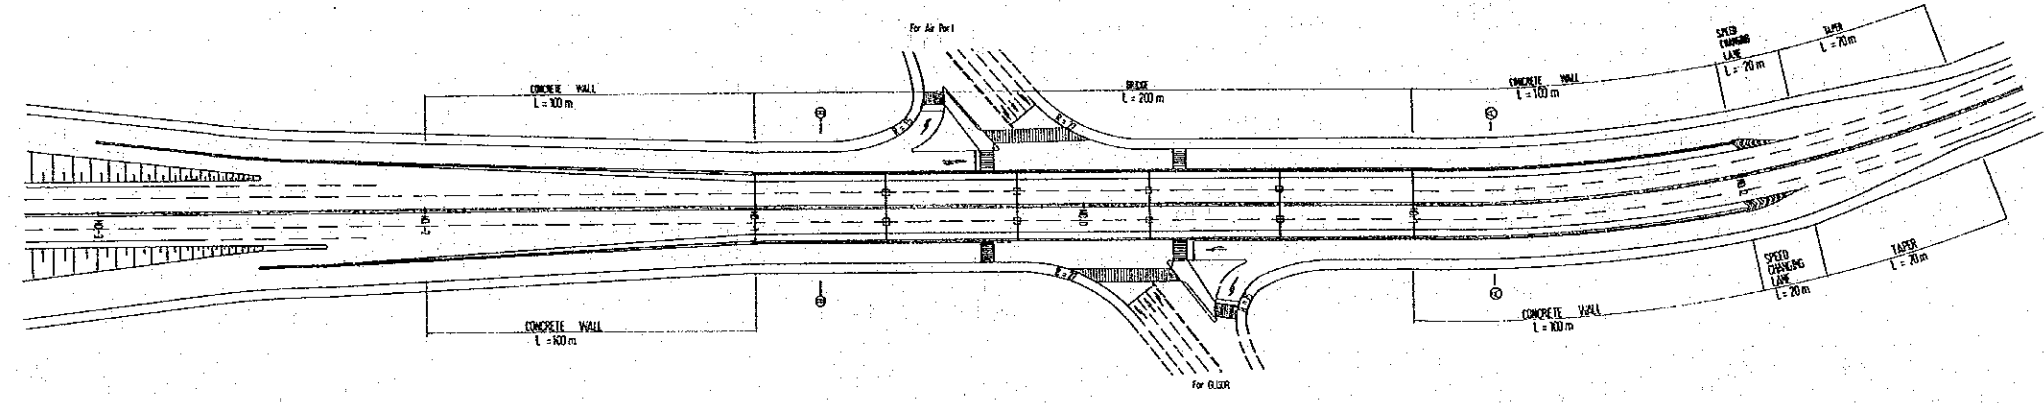 For Air Port
SPEED
CHANGING
LANE
L = 20 m
TAPER
L = 70 m
CONCRETE WALL
L = 100 m
BRIDGE
L = 200 m
CONCRETE WALL
L = 100 m
CONCRETE WALL
L = 100 m
CONCRETE WALL
L = 100 m
SPEED
CHANGING
LANE
L = 20 m
TAPER
L = 70 m
For